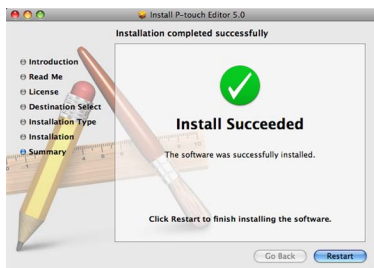 Install P-touch Editor 5.0
Installation completed successfully
Introduction
Read Me
License
Destination Select
Installation Type
Installation
Summary
Install Succeeded
The software was successfully installed.
Click Restart to finish installing the software.
Go Back
Restart